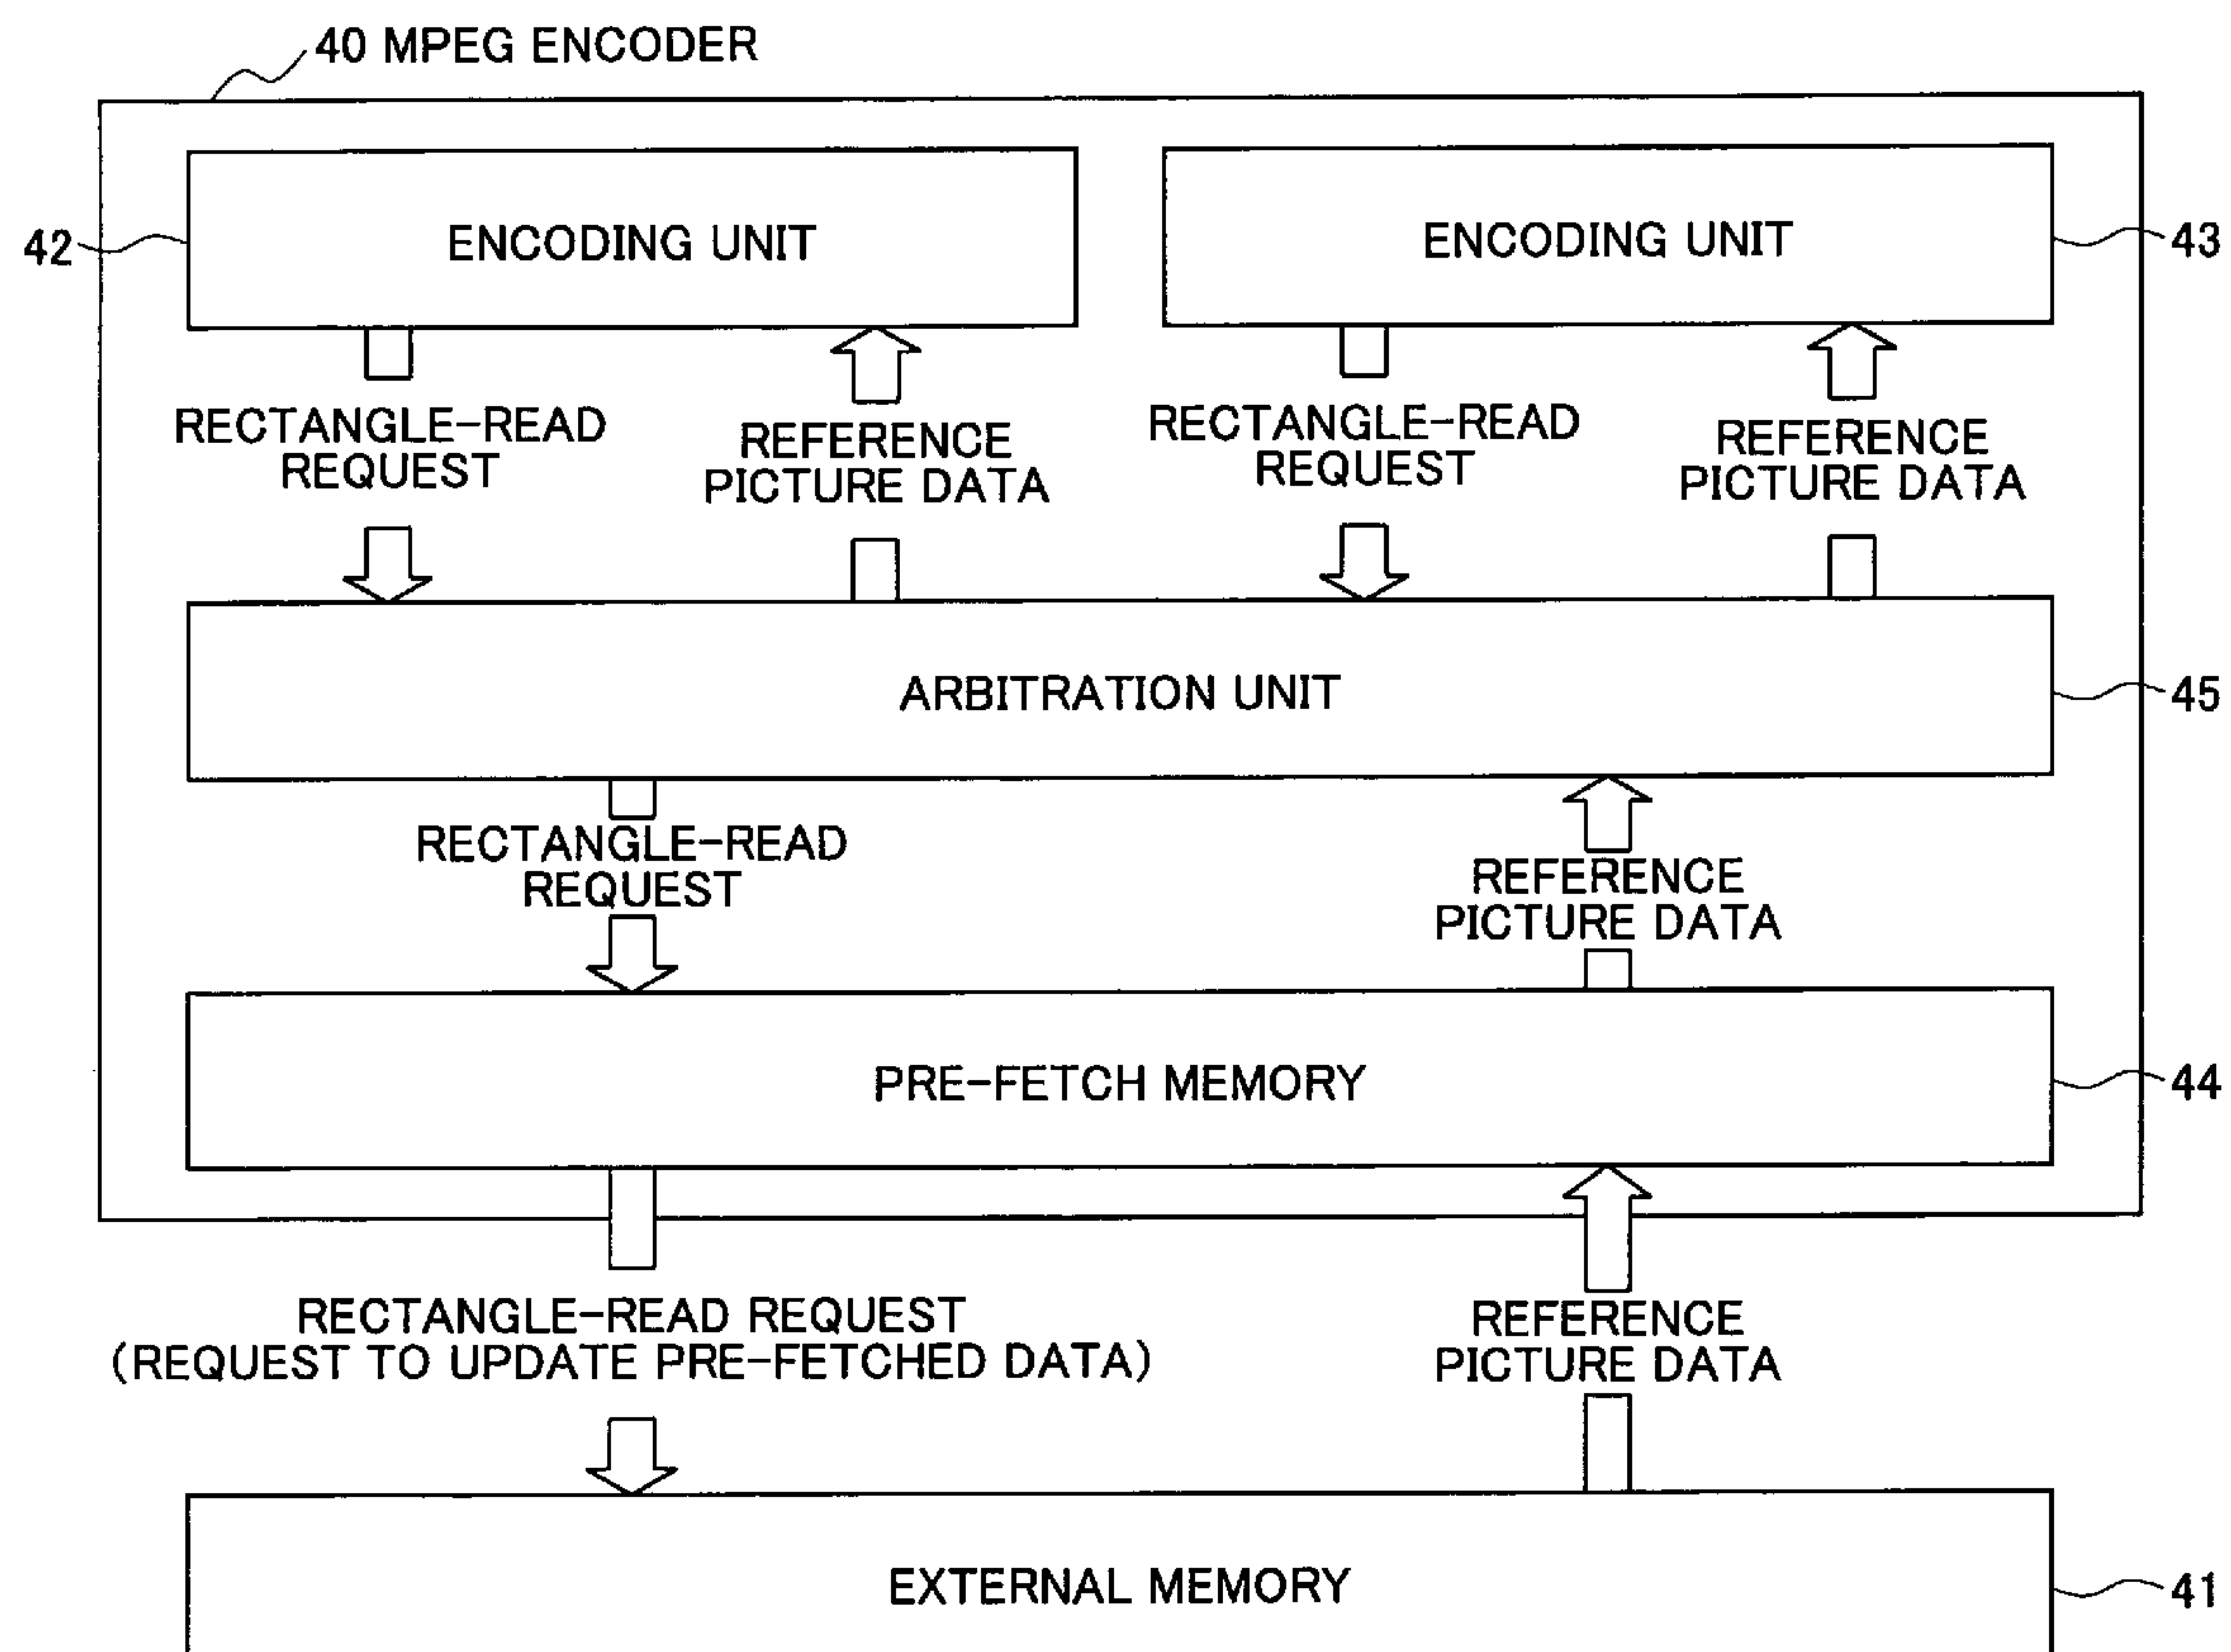 40 MPEG ENCODER
42
ENCODING UNIT
ENCODING UNIT
43
RECTANGLE-READ
REQUEST
REFERENCE
PICTURE DATA
RECTANGLE-READ
REQUEST
REFERENCE
PICTURE DATA
ARBITRATION UNIT
45
RECTANGLE-READ
REQUEST
REFERENCE
PICTURE DATA
PRE-FETCH MEMORY
44
RECTANGLE-READ REQUEST
(REQUEST TO UPDATE PRE-FETCHED DATA)
REFERENCE
PICTURE DATA
EXTERNAL MEMORY
41